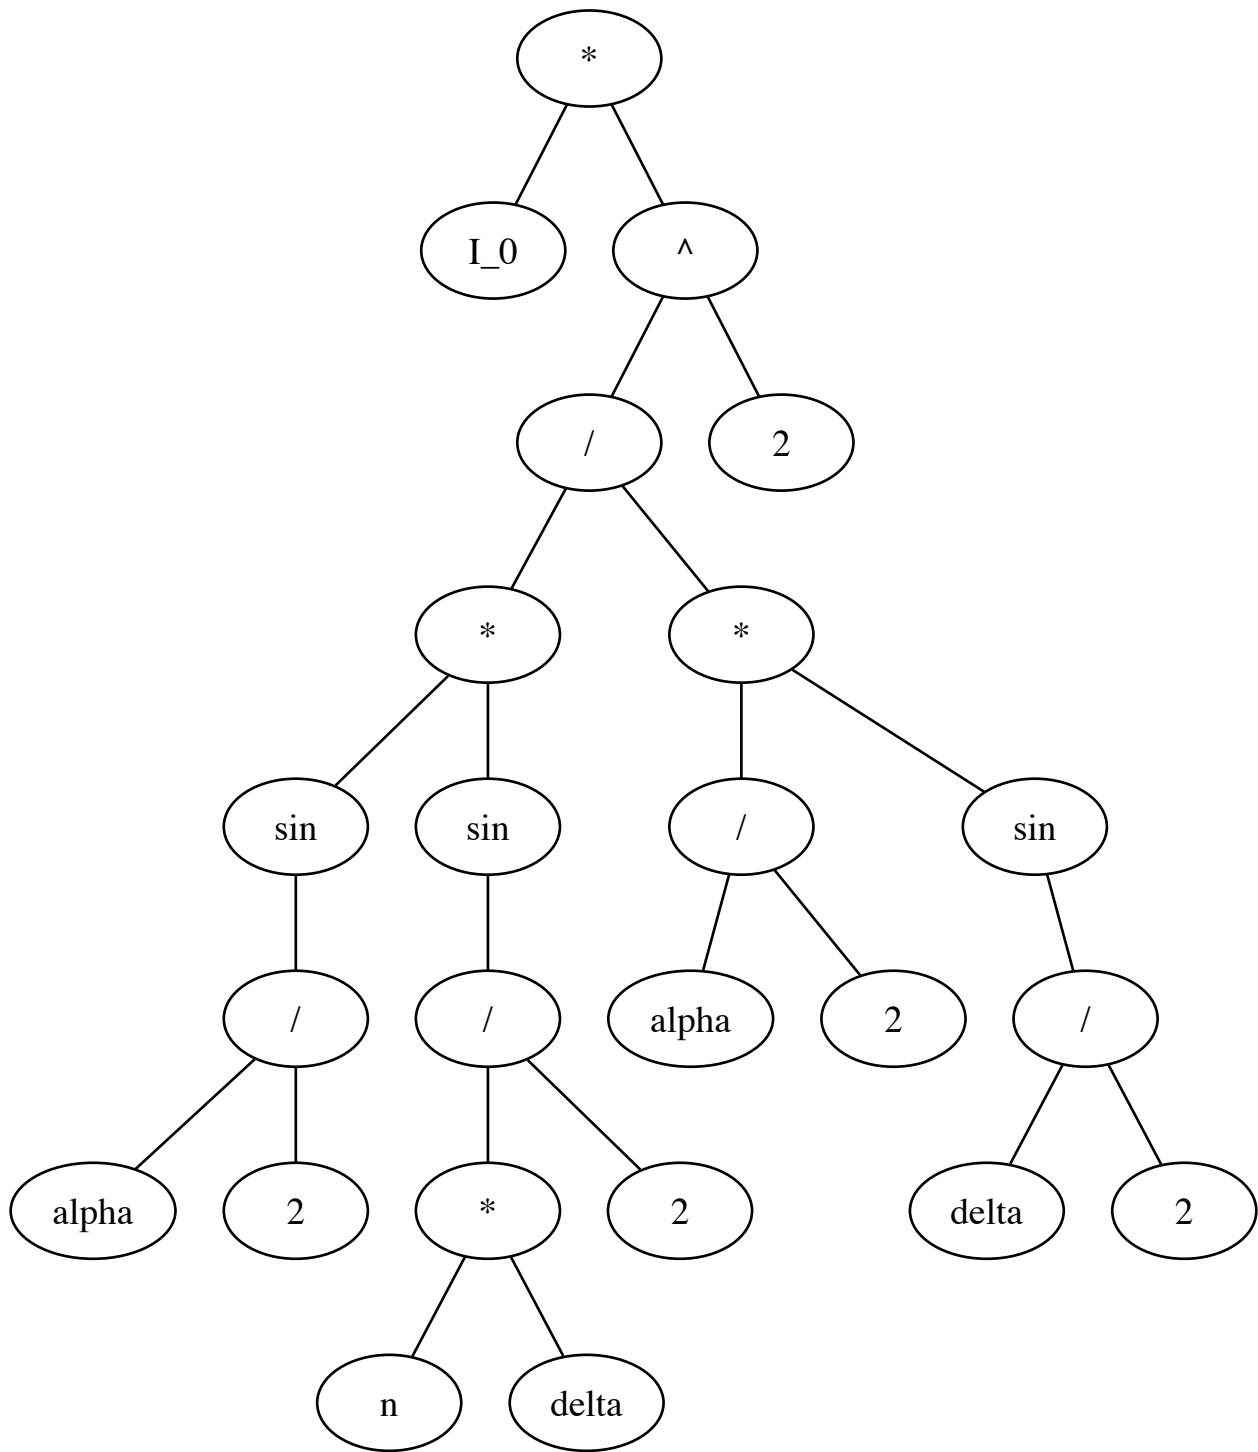 *
I_0 ^
/ 2
* *
sin sin / sin
/ / alpha 2 /
alpha 2 * 2 delta 2
n delta